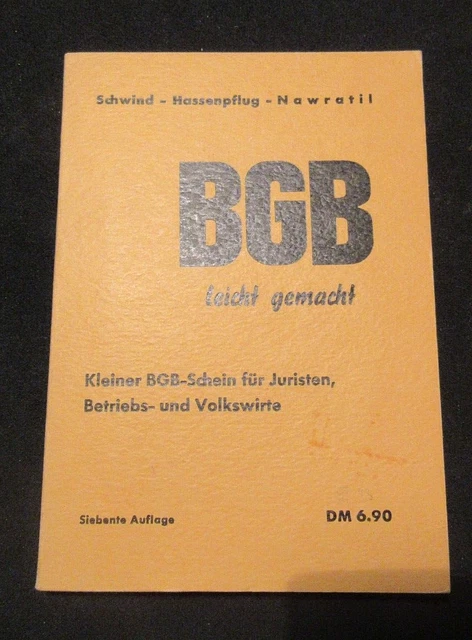 Schwind - Hassenpflug - Nawratil
BGB
leicht gemacht
Kleiner BGB-Schein für Juristen,
Betriebs- und Volkswirte
Siebente Auflage
DM 6.90